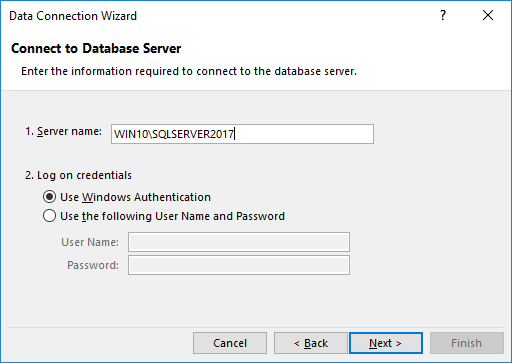 Data Connection Wizard ?
Connect to Database Server
Enter the information required to connect to the database server.
1. Server name: WIN10\SQLSERVER2017
2. Log on credentials
Use Windows Authentication
Use the following User Name and Password
User Name:
Password:
Cancel < Back Next > Finish